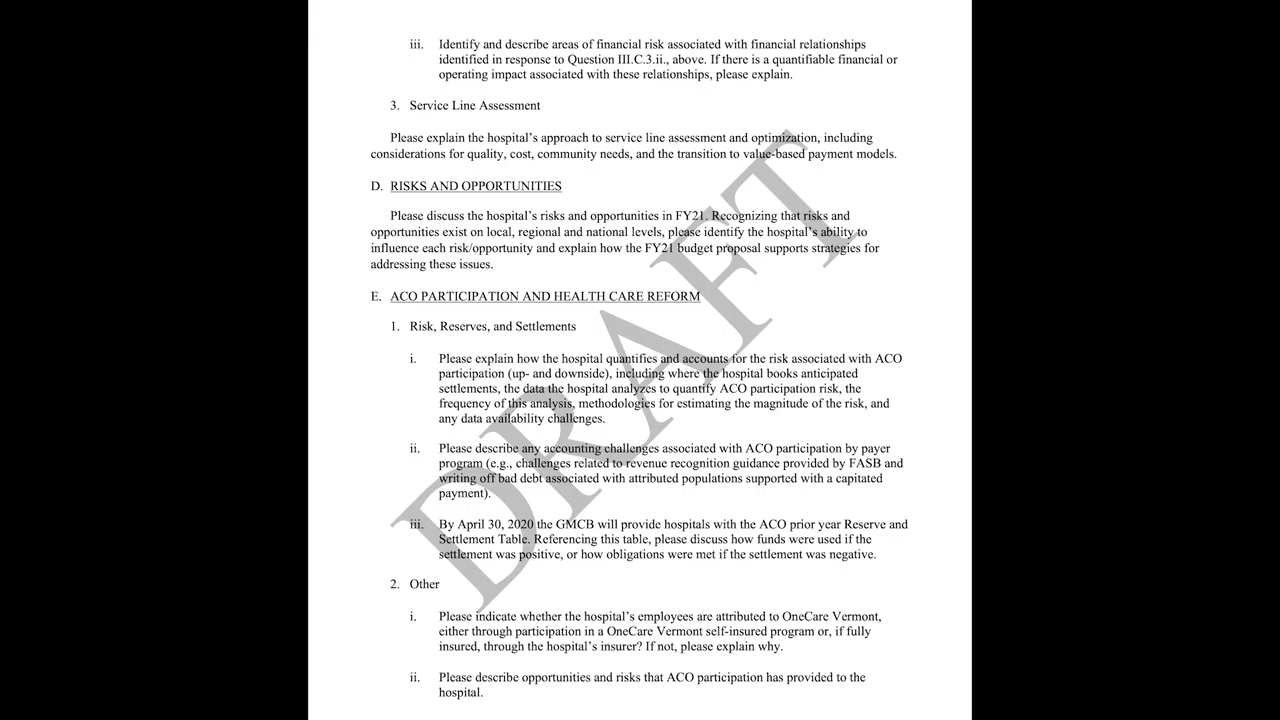 iii. Identify and describe areas of financial risk associated with financial relationships
identified in response to Question III.C.3.ii., above. If there is a quantifiable financial or
operating impact associated with these relationships, please explain.
3. Service Line Assessment
Please explain the hospital's approach to service line assessment and optimization, including
considerations for quality, cost, community needs, and the transition to value-based payment models.
D. RISKS AND OPPORTUNITIES
Please discuss the hospital's risks and opportunities in FY21. Recognizing that risks and
opportunities exist on local, regional and national levels, please identify the hospital's ability to
influence each risk/opportunity and explain how the FY21 budget proposal supports strategies for
addressing these issues.
E. ACO PARTICIPATION AND HEALTH CARE REFORM
1. Risk, Reserves, and Settlements
i. Please explain how the hospital quantifies and accounts for the risk associated with ACO
participation (up- and downside), including where the hospital books anticipated
settlements, the data the hospital analyzes to quantify ACO participation risk, the
frequency of this analysis, methodologies for estimating the magnitude of the risk, and
any data availability challenges.
ii. Please describe any accounting challenges associated with ACO participation by payer
program (e.g., challenges related to revenue recognition guidance provided by FASB and
writing off bad debt associated with attributed populations supported with a capitated
payment).
iii. By April 30, 2020 the GMCB will provide hospitals with the ACO prior year Reserve and
Settlement Table. Referencing this table, please discuss how funds were used if the
settlement was positive, or how obligations were met if the settlement was negative.
2. Other
i. Please indicate whether the hospital's employees are attributed to OneCare Vermont,
either through participation in a OneCare Vermont self-insured program or, if fully
insured, through the hospital's insurer? If not, please explain why.
ii. Please describe opportunities and risks that ACO participation has provided to the
hospital.
DRAFT